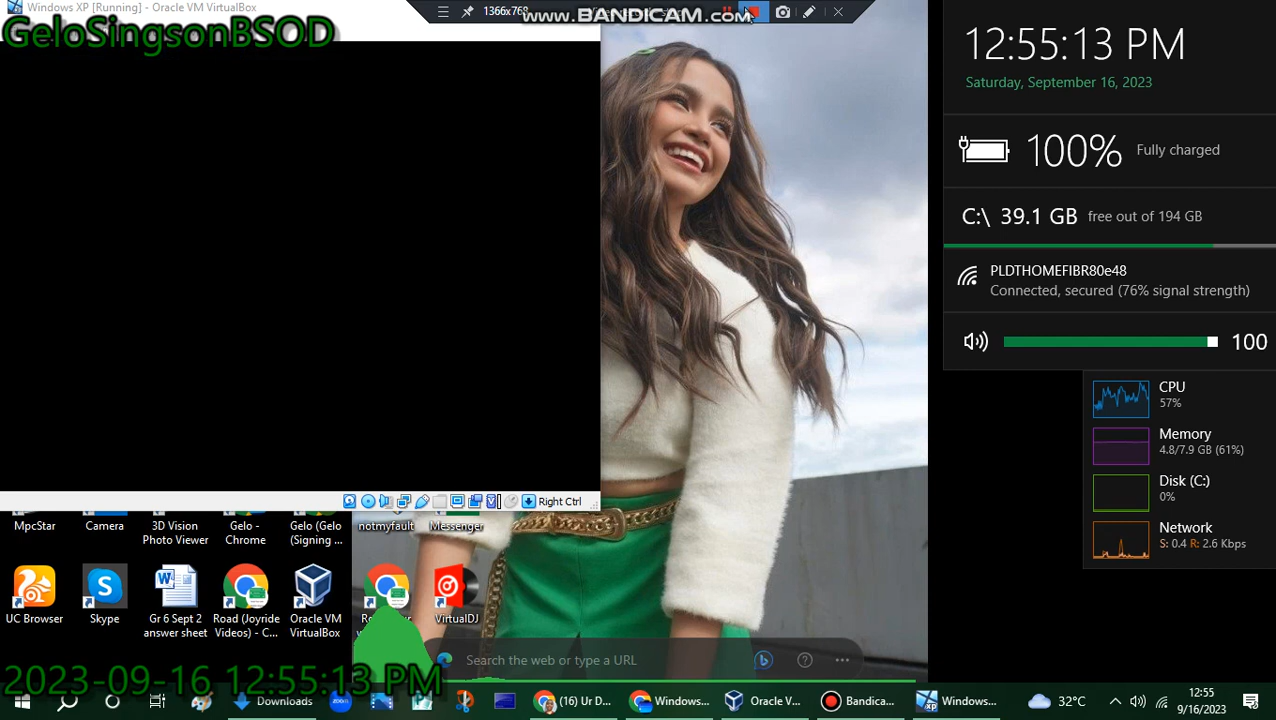 Windows XP [Running] - Oracle VM VirtualBox
GeloSingsonBSOD
1366x768
www.BANDICAM.com
12:55:13 PM
Saturday, September 16, 2023
100% Fully charged
C:\ 39.1 GB free out of 194 GB
PLDTHOMEFIBR80e48
Connected, secured (76% signal strength)
100
CPU
57%
Memory
4.8/7.9 GB (61%)
Disk (C:)
0%
Network
S: 0.4 R: 2.6 Kbps
Right Ctrl
MpcStar
Camera
3D Vision
Photo Viewer
Gelo -
Chrome
Gelo (Gelo
(Signing ...
notmyfault
Messenger
UC Browser
Skype
Gr 6 Sept 2
answer sheet
Road (Joyride
Videos) - C...
Oracle VM
VirtualBox
VirtualDJ
Search the web or type a URL
2023-09-16 12:55:13 PM
Downloads
zoom
(16) Ur D...
Windows...
Oracle V...
Bandica...
Windows...
32°C
12:55
9/16/2023